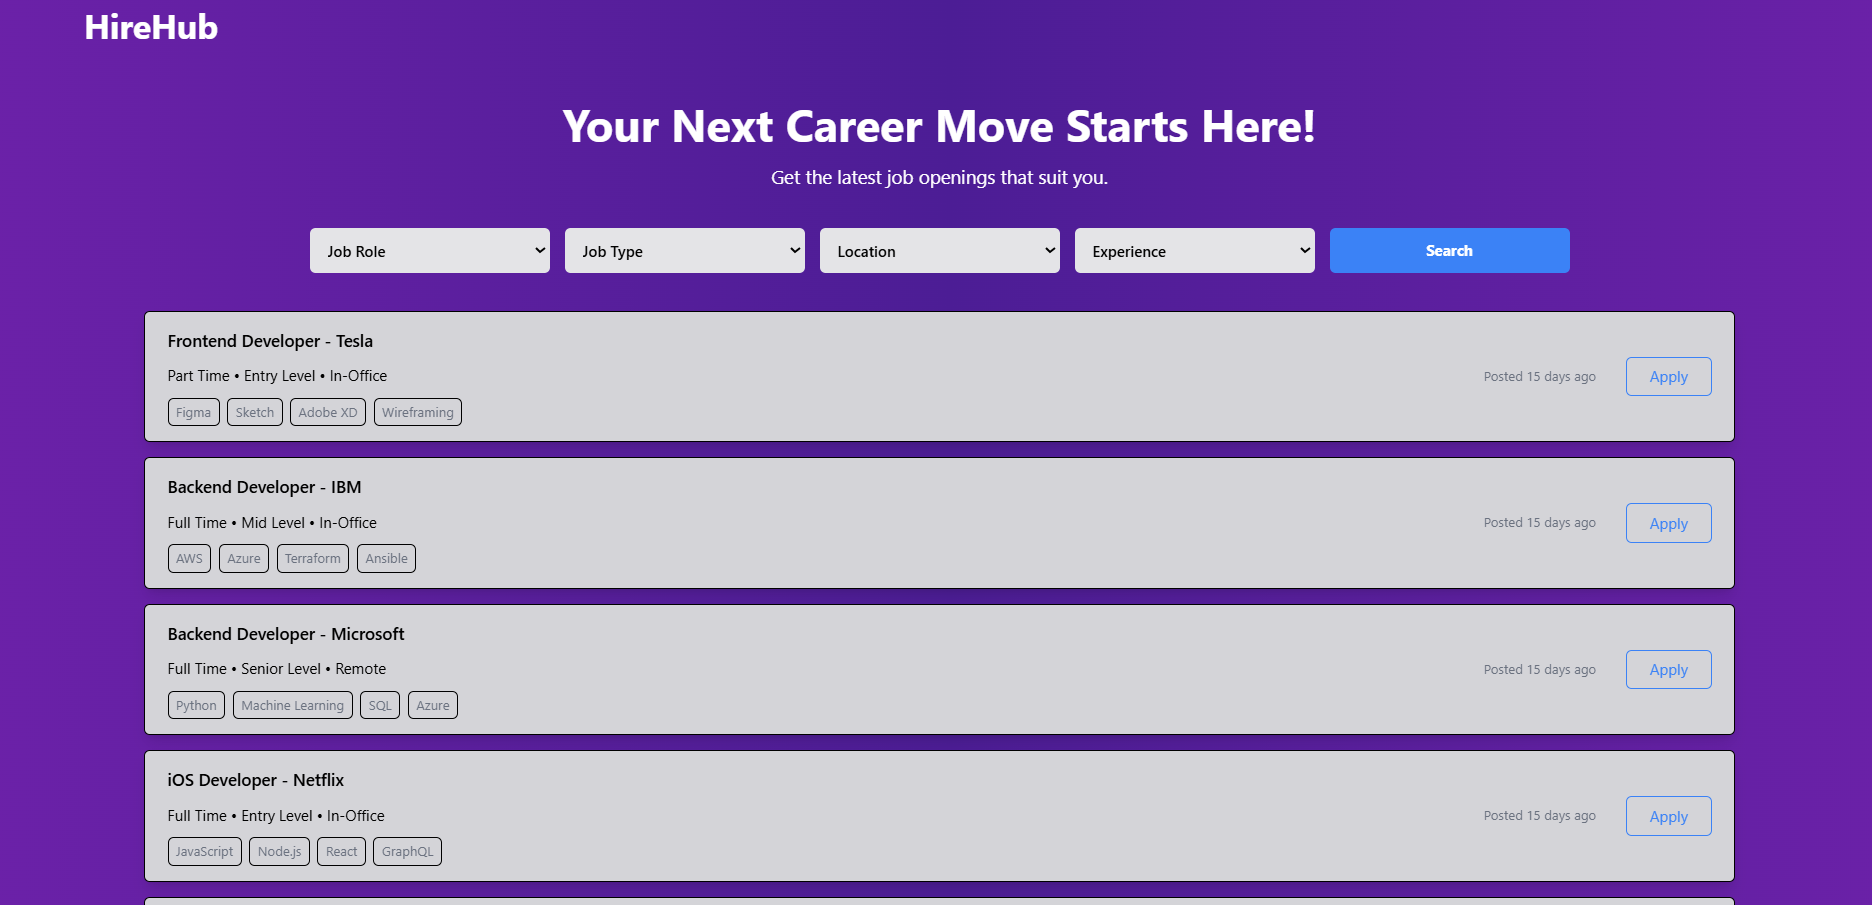 HireHub
Your Next Career Move Starts Here!
Get the latest job openings that suit you.
Job Role
Job Type
Location
Experience
Search
Frontend Developer - Tesla
Part Time • Entry Level • In-Office
Figma
Sketch
Adobe XD
Wireframing
Posted 15 days ago
Apply
Backend Developer - IBM
Full Time • Mid Level • In-Office
AWS
Azure
Terraform
Ansible
Posted 15 days ago
Apply
Backend Developer - Microsoft
Full Time • Senior Level • Remote
Python
Machine Learning
SQL
Azure
Posted 15 days ago
Apply
iOS Developer - Netflix
Full Time • Entry Level • In-Office
JavaScript
Node.js
React
GraphQL
Posted 15 days ago
Apply